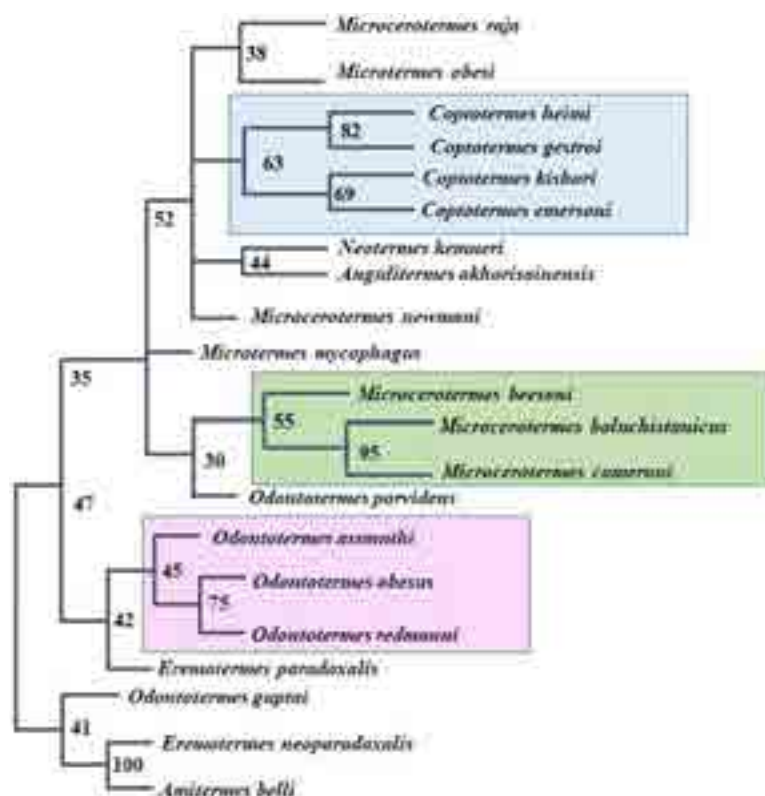 Microcerotermes raja
38
Microtermes obesi
Coptotermes heimi
82
Coptotermes gestroi
63
Coptotermes kishori
69
Coptotermes emersoni
52
Neotermes
44
Angulitermes
Microcerotermes newmani
Microtermes mycophagus
35
Microcerotermes beesoni
55
Microcerotermes baluchistanicus
95
Microcerotermes cameroni
30
Odontotermes parvidens
47
Odontotermes assmuthi
45
Odontotermes obesus
75
Odontotermes redmanni
42
Eremotermes paradoxalis
Odontotermes guptai
41
Eremotermes neoparadoxalis
100
Amitermes belli